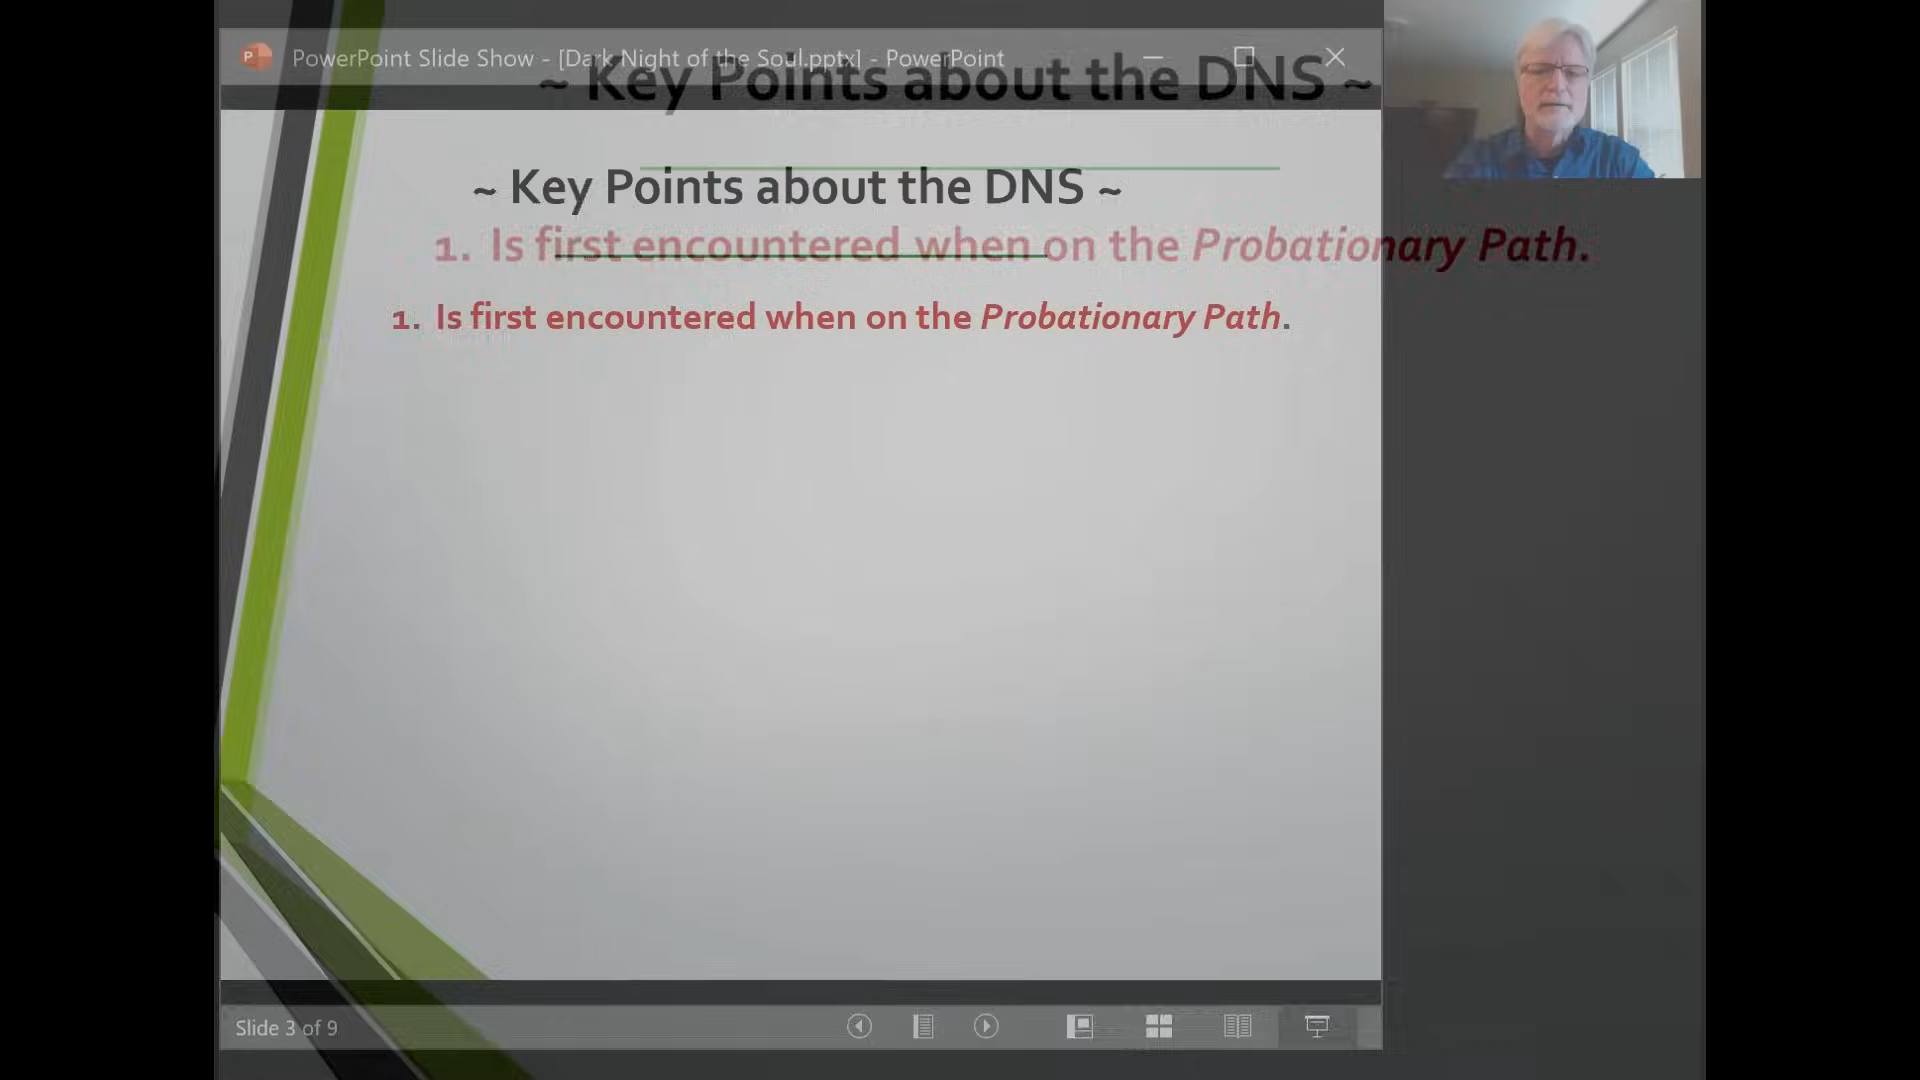 PowerPoint Slide Show - [Dark Night of the Soul.pptx] - PowerPoint
~ Key Points about the DNS ~
~ Key Points about the DNS ~
1. Is first encountered when on the Probationary Path.
1. Is first encountered when on the Probationary Path.
Slide 3 of 9